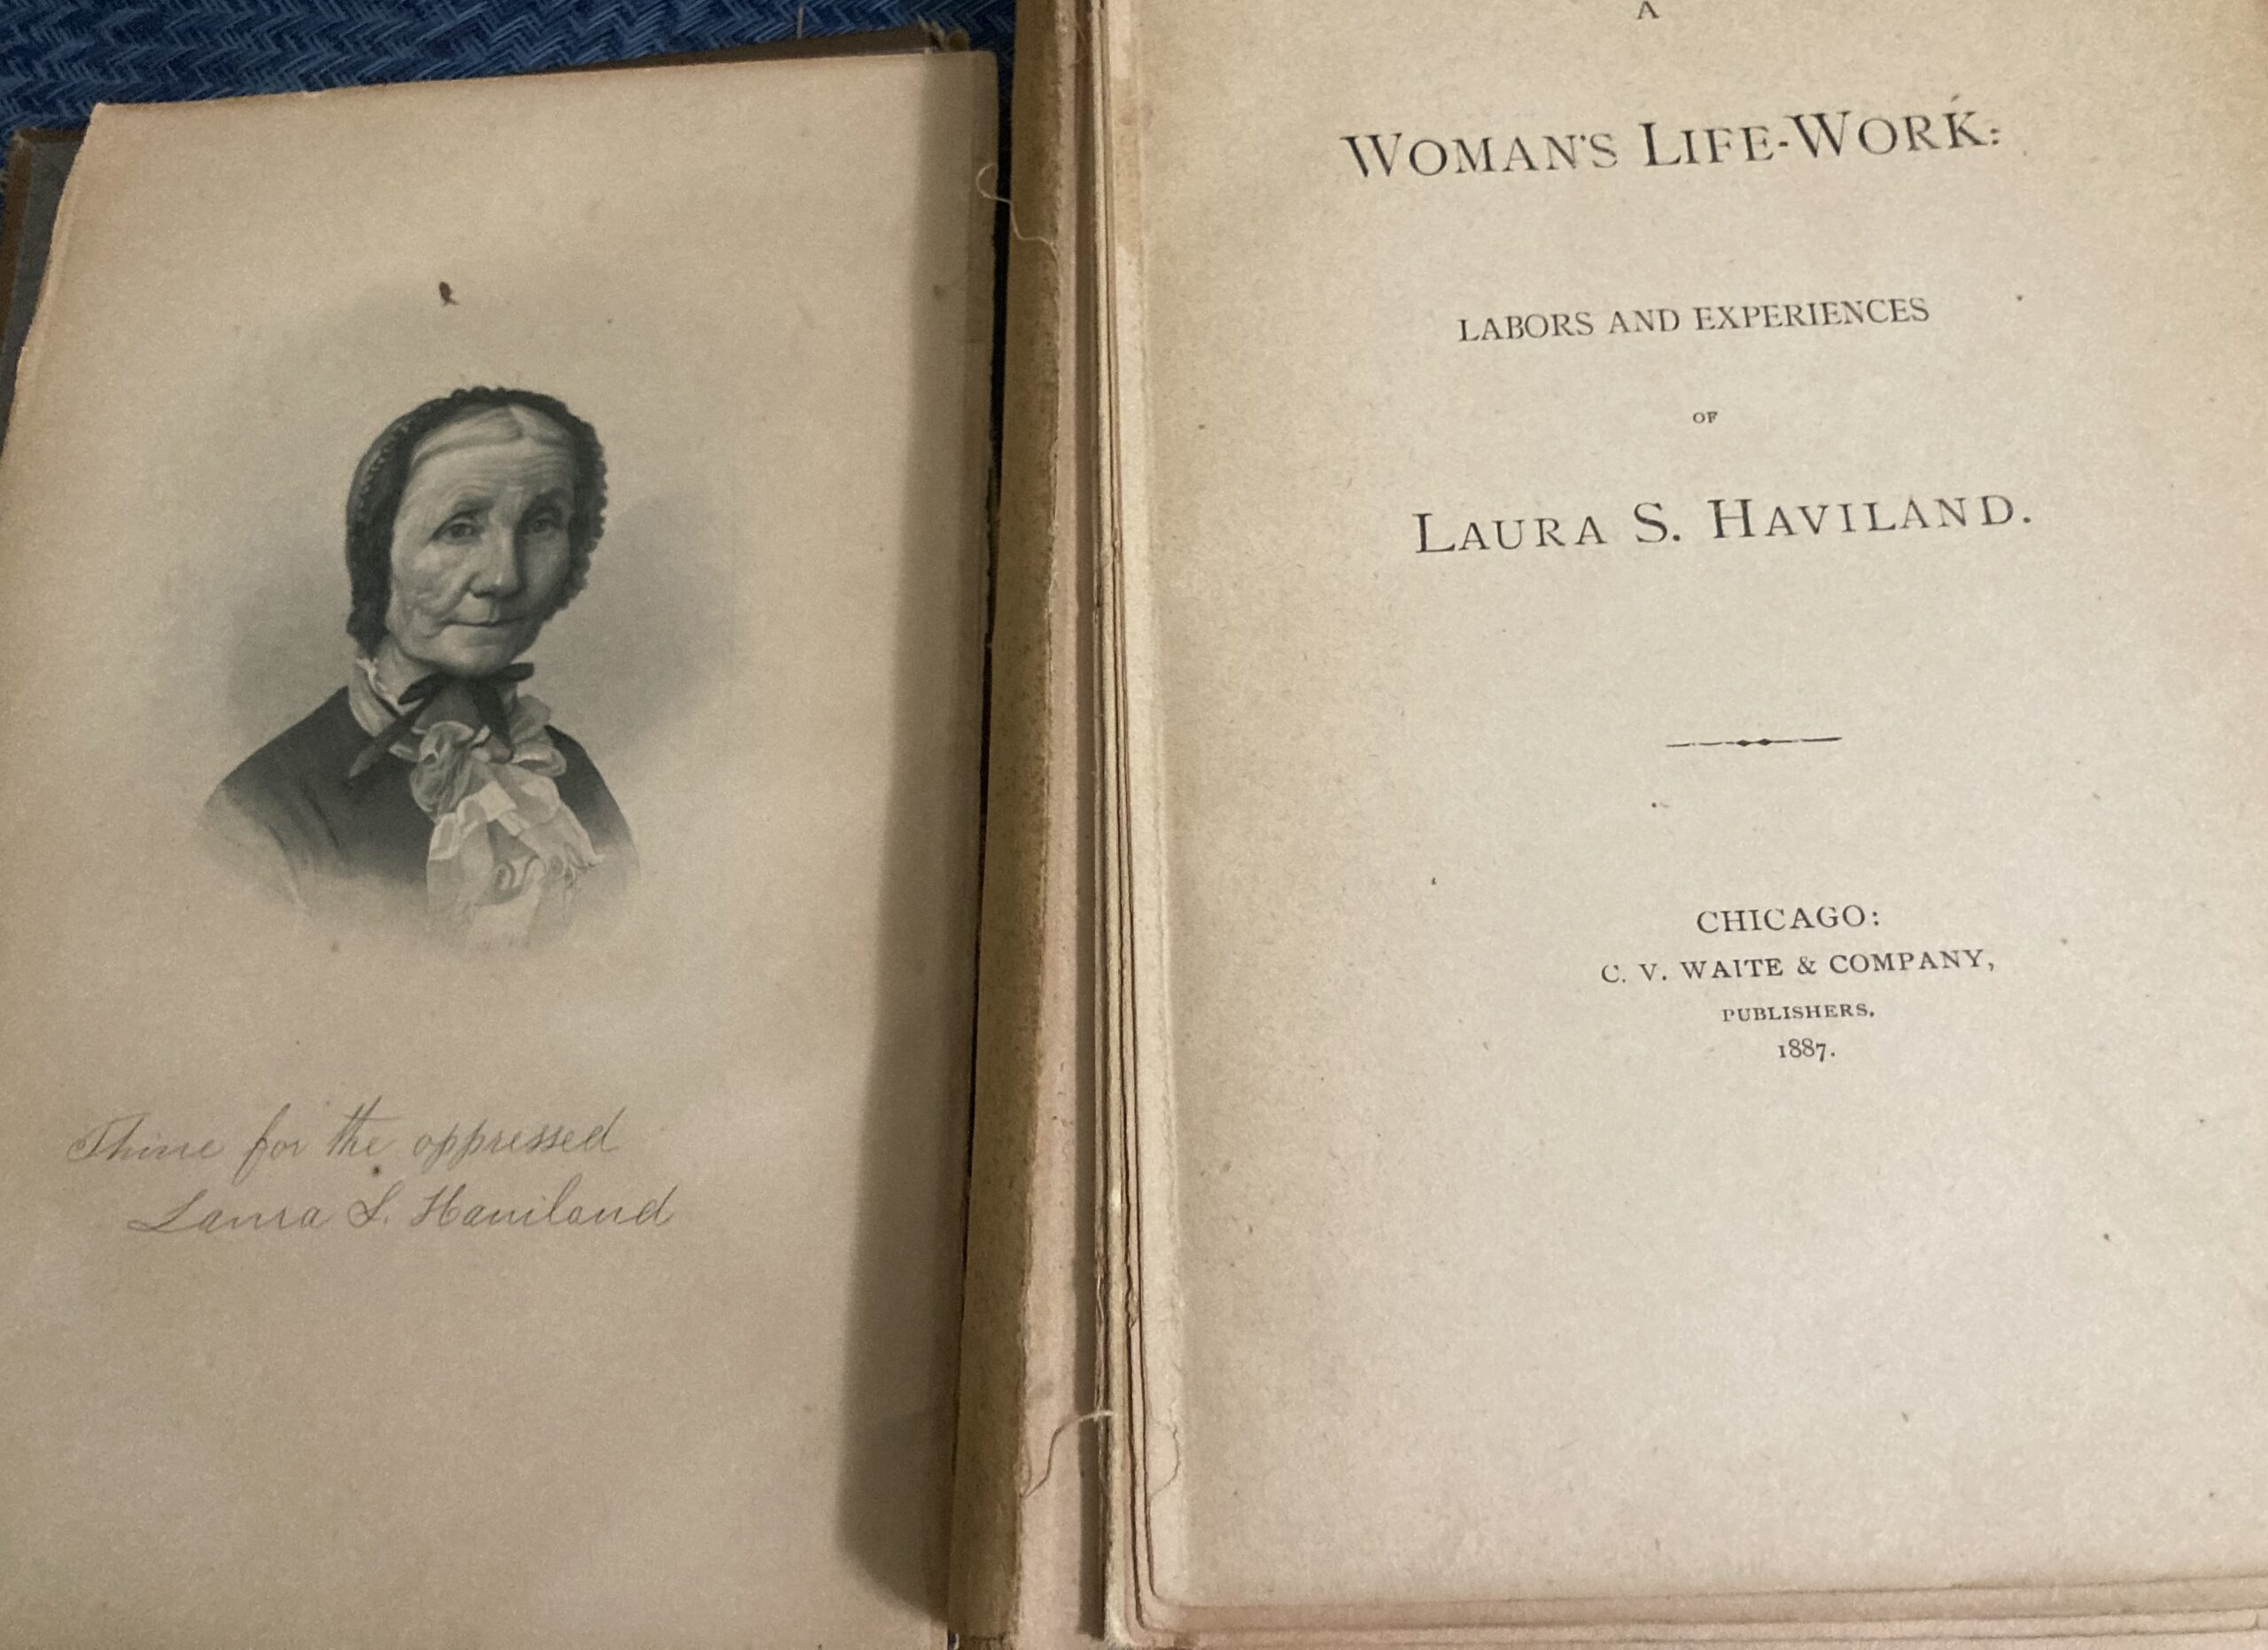 Thine for the oppressed
Laura S. Haviland
A
WOMAN'S LIFE-WORK:
LABORS AND EXPERIENCES
OF
LAURA S. HAVILAND.
CHICAGO:
C. V. WAITE & COMPANY,
PUBLISHERS.
1887.